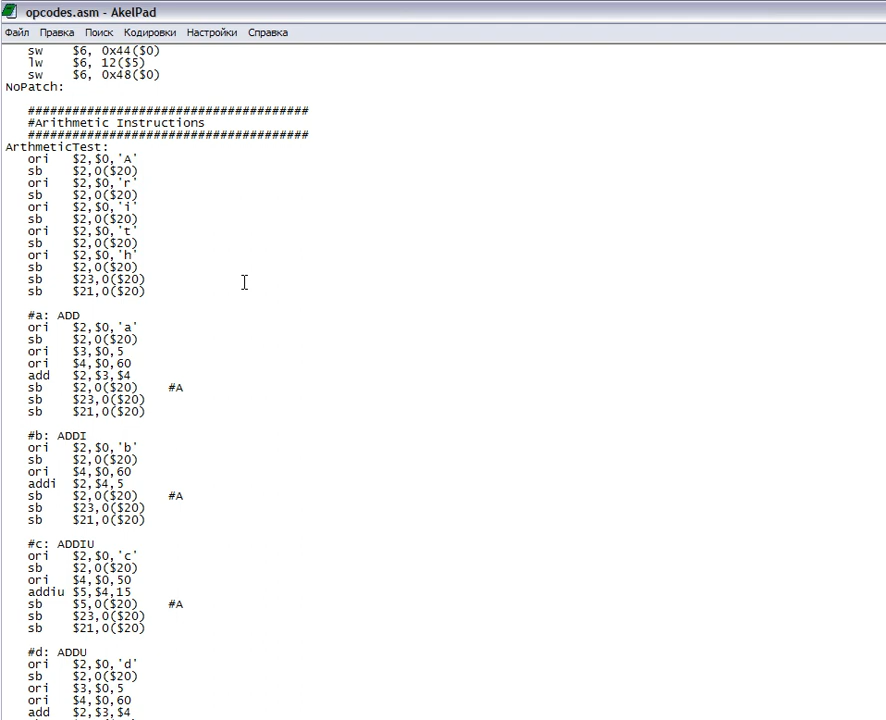 opcodes.asm - AkelPad
Файл Правка Поиск Кодировки Настройки Справка
sw $6, 0x44($0)
lw $6, 12($5)
sw $6, 0x48($0)
NoPatch:
######################################
#Arithmetic Instructions
######################################
ArthmeticTest:
ori $2,$0,'A'
sb $2,0($20)
ori $2,$0,'r'
sb $2,0($20)
ori $2,$0,'i'
sb $2,0($20)
ori $2,$0,'t'
sb $2,0($20)
ori $2,$0,'h'
sb $2,0($20)
sb $23,0($20)
sb $21,0($20)
#a: ADD
ori $2,$0,'a'
sb $2,0($20)
ori $3,$0,5
ori $4,$0,60
add $2,$3,$4
sb $2,0($20) #A
sb $23,0($20)
sb $21,0($20)
#b: ADDI
ori $2,$0,'b'
sb $2,0($20)
ori $4,$0,60
addi $2,$4,5
sb $2,0($20) #A
sb $23,0($20)
sb $21,0($20)
#c: ADDIU
ori $2,$0,'c'
sb $2,0($20)
ori $4,$0,50
addiu $5,$4,15
sb $5,0($20) #A
sb $23,0($20)
sb $21,0($20)
#d: ADDU
ori $2,$0,'d'
sb $2,0($20)
ori $3,$0,5
ori $4,$0,60
add $2,$3,$4